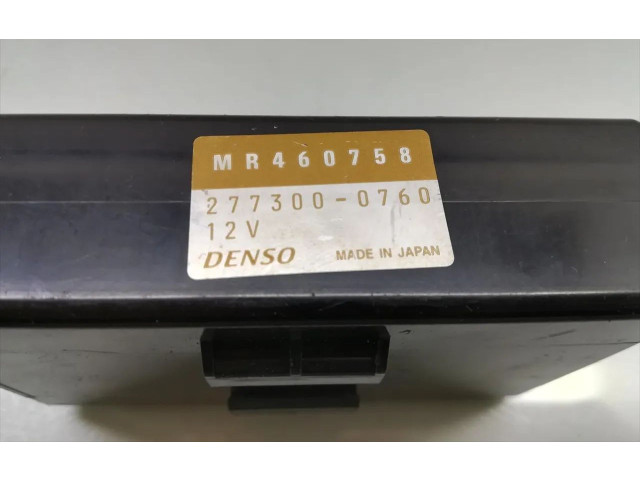 MR460758
277300-0760
12V
DENSO MADE IN JAPAN